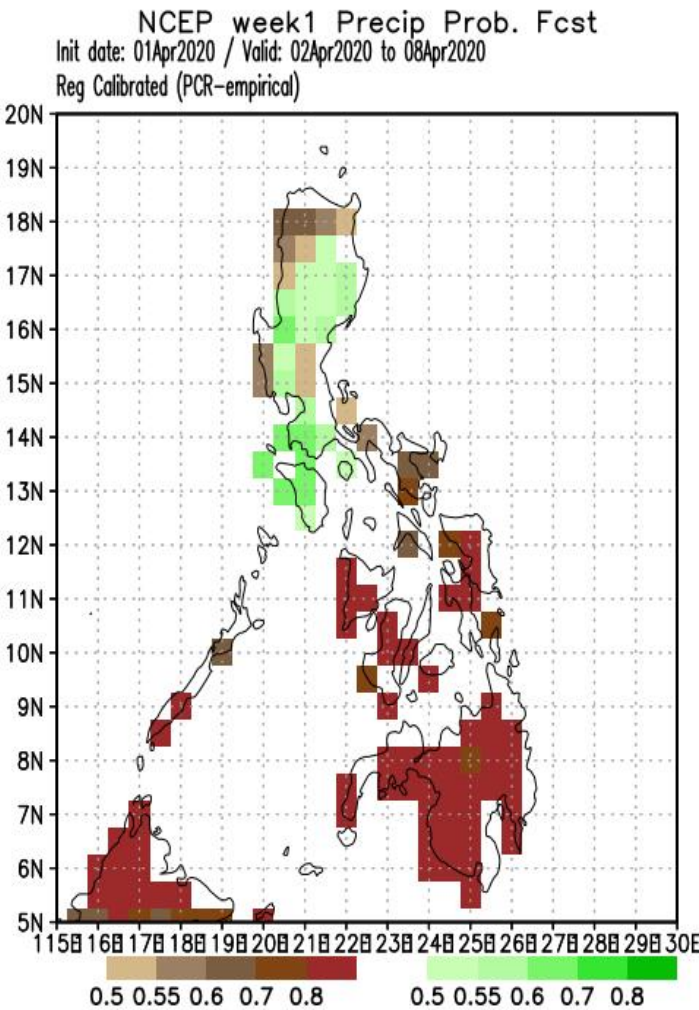 NCEP week1 Precip Prob. Fcst
Init date: 01Apr2020 / Valid: 02Apr2020 to 08Apr2020
Reg Calibrated (PCR-empirical)
20N
19N
18N
17N
16N
15N
14N
13N
12N
11N
10N
9N
8N
7N
6N
5N
115E 116E 117E 118E 119E 120E 121E 122E 123E 124E 125E 126E 127E 128E 129E 130E
0.5 0.55 0.6 0.7 0.8 0.5 0.55 0.6 0.7 0.8